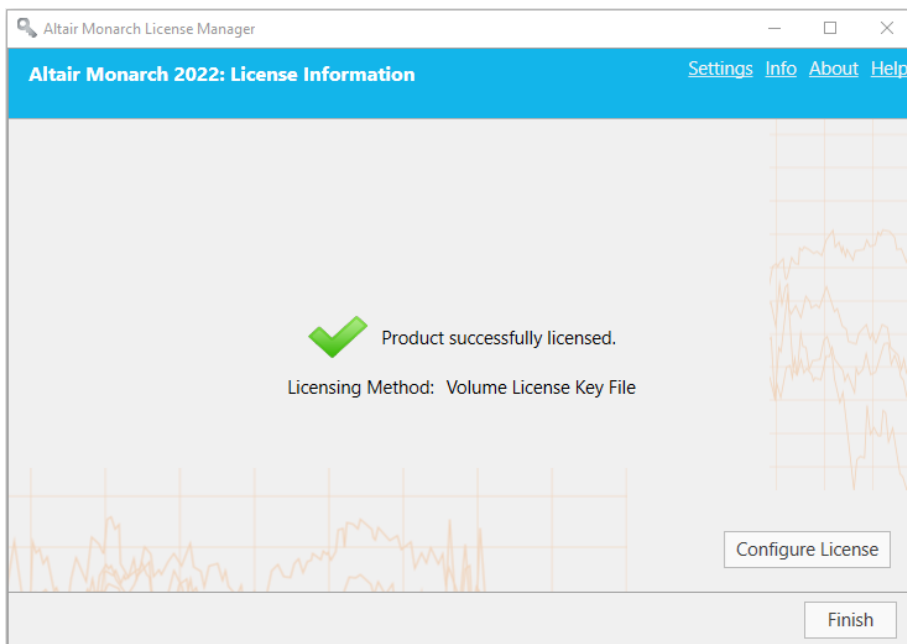 Altair Monarch License Manager
Altair Monarch 2022: License Information
Settings Info About Help
Product successfully licensed.
Licensing Method: Volume License Key File
Configure License
Finish